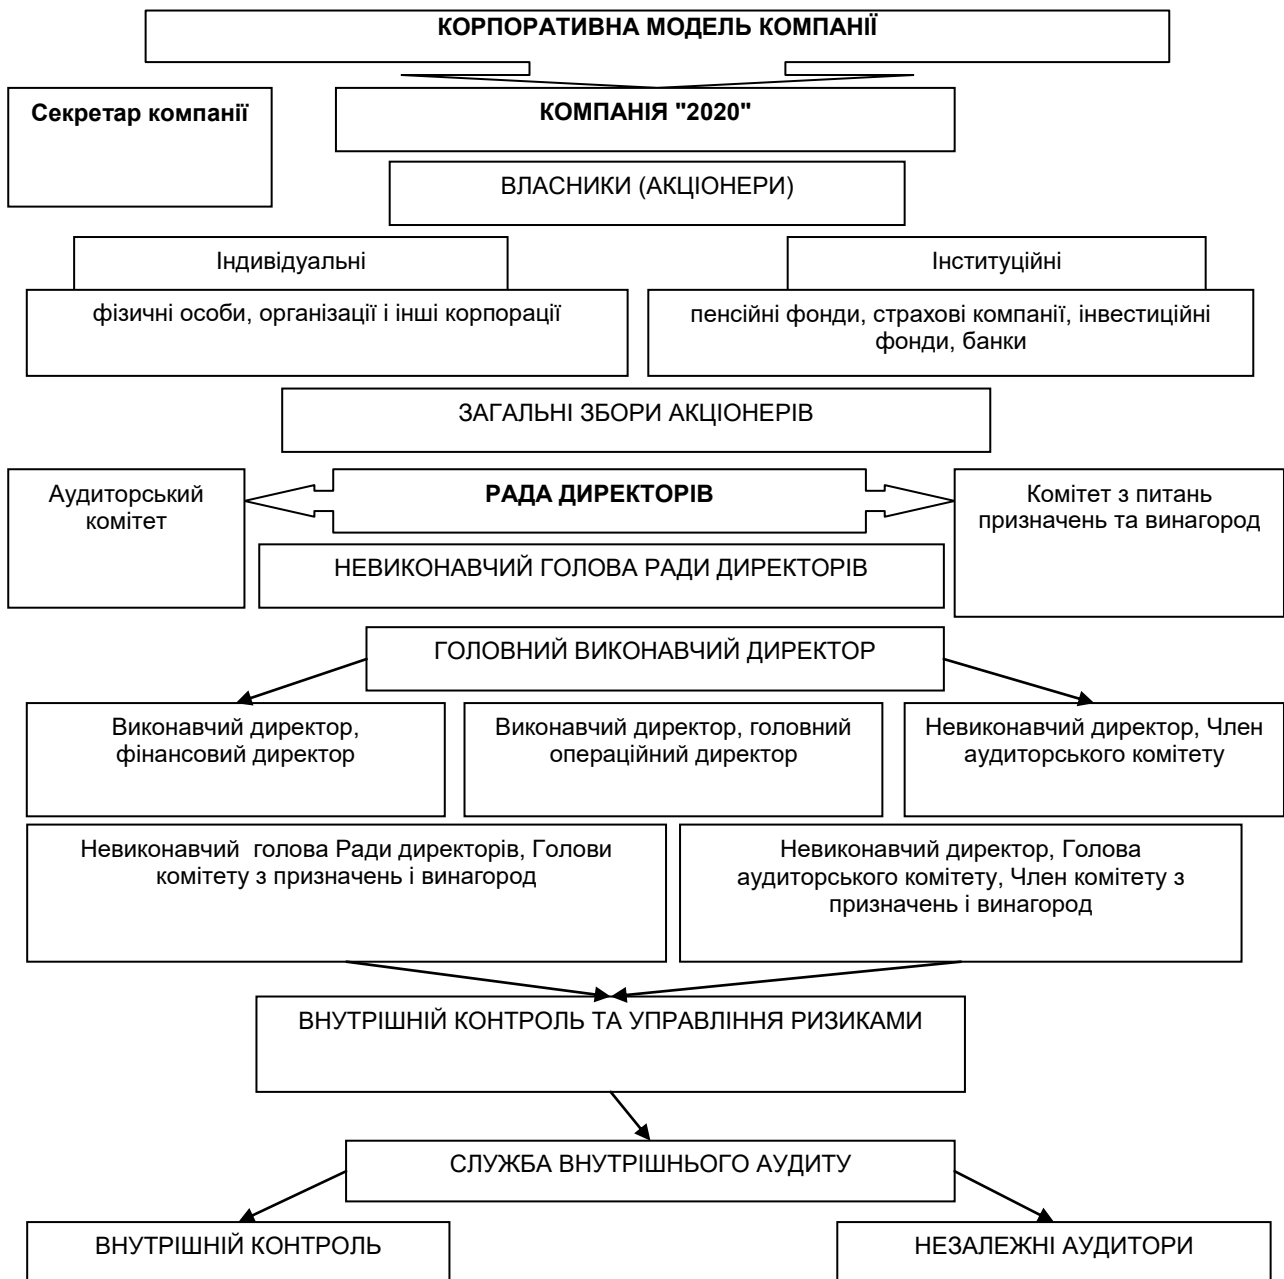 КОРПОРАТИВНА МОДЕЛЬ КОМПАНІЇ
Секретар компанії
КОМПАНІЯ "2020"
ВЛАСНИКИ (АКЦІОНЕРИ)
Індивідуальні
Інституційні
фізичні особи, організації і інші корпорації
пенсійні фонди, страхові компанії, інвестиційні
фонди, банки
ЗАГАЛЬНІ ЗБОРИ АКЦІОНЕРІВ
Аудиторський
комітет
РАДА ДИРЕКТОРІВ
Комітет з питань
призначень та винагород
НЕВИКОНАВЧИЙ ГОЛОВА РАДИ ДИРЕКТОРІВ
ГОЛОВНИЙ ВИКОНАВЧИЙ ДИРЕКТОР
Виконавчий директор,
фінансовий директор
Виконавчий директор, головний
операційний директор
Невиконавчий директор, Член
аудиторського комітету
Невиконавчий голова Ради директорів, Голови
комітету з призначень і винагород
Невиконавчий директор, Голова
аудиторського комітету, Член комітету з
призначень і винагород
ВНУТРІШНІЙ КОНТРОЛЬ ТА УПРАВЛІННЯ РИЗИКАМИ
СЛУЖБА ВНУТРІШНЬОГО АУДИТУ
ВНУТРІШНІЙ КОНТРОЛЬ
НЕЗАЛЕЖНІ АУДИТОРИ